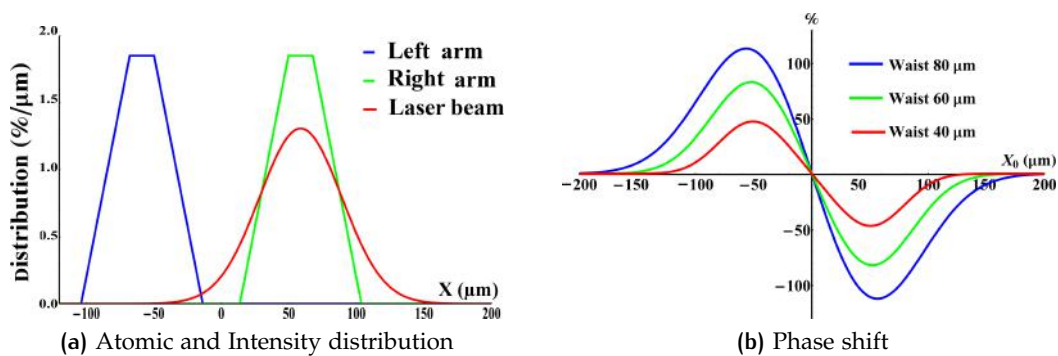 2.0
1.5
1.0
0.5
0.0
Distribution (%/μm)
Left arm
Right arm
Laser beam
X (μm)
−100
−50
0
50
100
150
200
(a) Atomic and Intensity distribution
%
100
50
−50
−100
Waist 80 μm
Waist 60 μm
Waist 40 μm
X₀ (μm)
−200
−150
−100
−50
50
100
150
200
(b) Phase shift